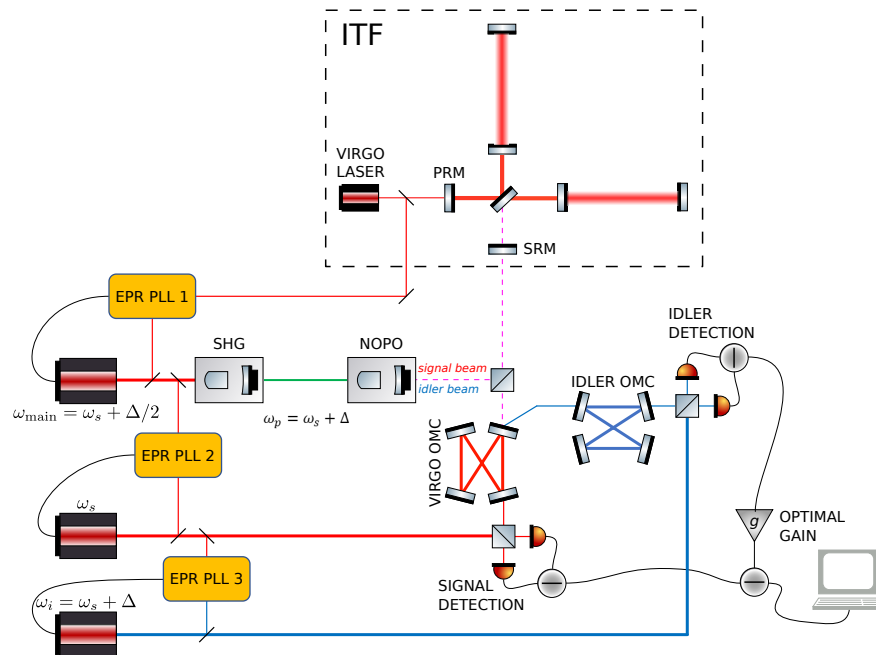 ITF
VIRGO
LASER
PRM
SRM
EPR PLL 1
SHG
NOPO
signal beam
idler beam
IDLER
DETECTION
IDLER OMC
ω_main = ω_s + Δ/2
ω_p = ω_s + Δ
VIRGO OMC
EPR PLL 2
ω_s
g
OPTIMAL
GAIN
EPR PLL 3
SIGNAL
DETECTION
ω_i = ω_s + Δ